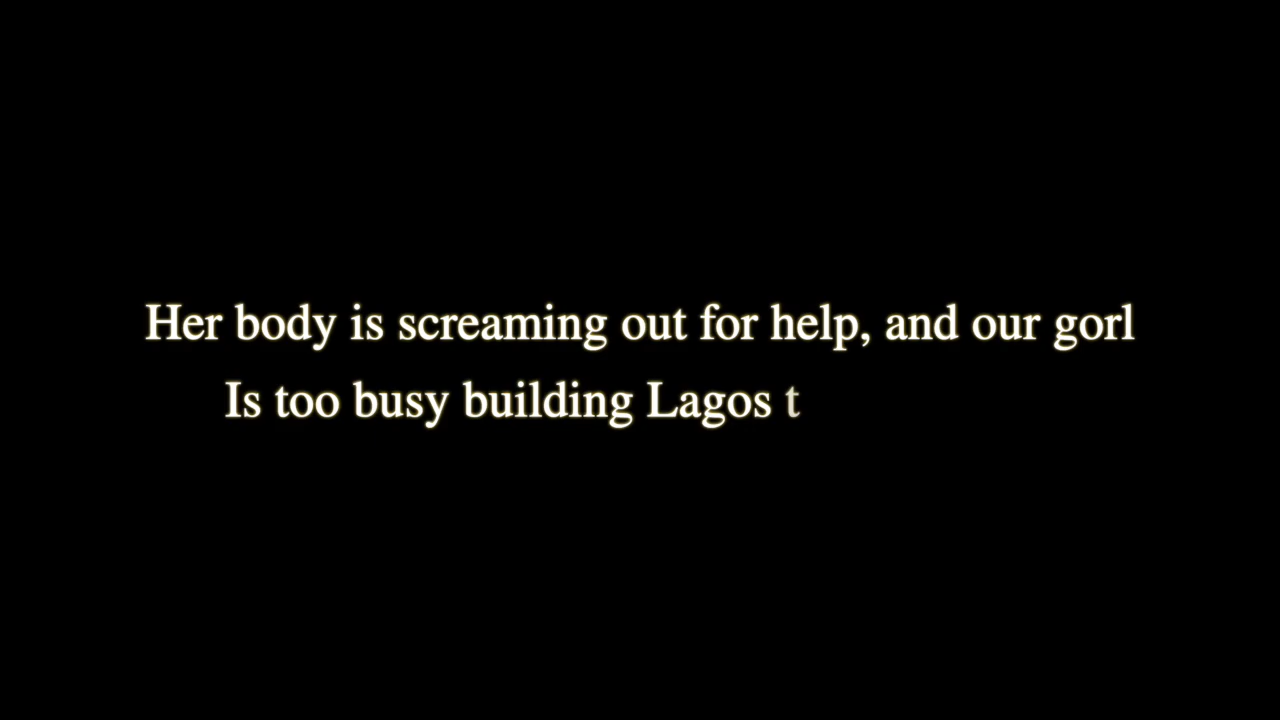 Her body is screaming out for help, and our gorl
Is too busy building Lagos t